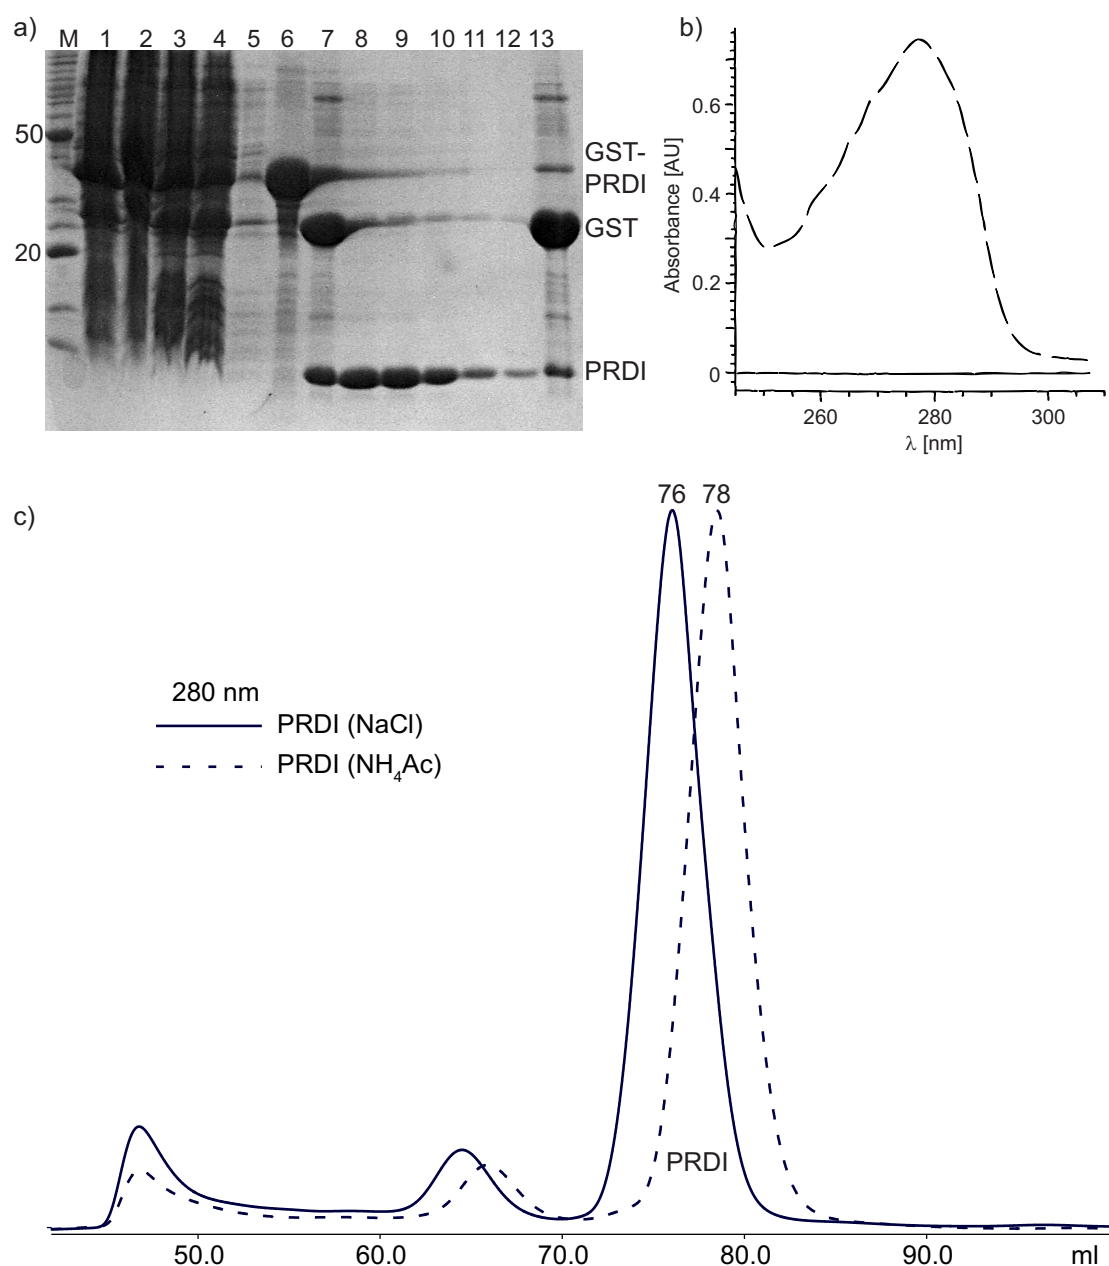 a)
M 1 2 3 4 5 6 7 8 9 10 11 12 13
50
20
GST-
PRDI
GST
PRDI
b)
Absorbance [AU]
0.6
0.4
0.2
0
260 280 300
λ [nm]
c)
76 78
280 nm
PRDI (NaCl)
PRDI (NH₄Ac)
PRDI
50.0 60.0 70.0 80.0 90.0 ml